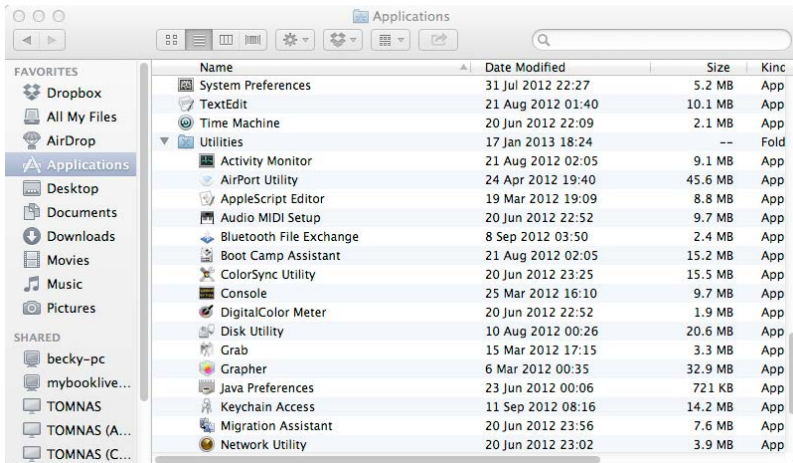 Applications
FAVORITES
Dropbox
All My Files
AirDrop
Applications
Desktop
Documents
Downloads
Movies
Music
Pictures
SHARED
becky-pc
mybooklive...
TOMNAS
TOMNAS (A...
TOMNAS (C...
Name Date Modified Size Kind
System Preferences 31 Jul 2012 22:27 5.2 MB App
TextEdit 21 Aug 2012 01:40 10.1 MB App
Time Machine 20 Jun 2012 22:09 2.1 MB App
Utilities 17 Jan 2013 18:24 -- Fold
Activity Monitor 21 Aug 2012 02:05 9.1 MB App
AirPort Utility 24 Apr 2012 19:40 45.6 MB App
AppleScript Editor 19 Mar 2012 19:09 8.8 MB App
Audio MIDI Setup 20 Jun 2012 22:52 9.7 MB App
Bluetooth File Exchange 8 Sep 2012 03:50 2.4 MB App
Boot Camp Assistant 21 Aug 2012 02:05 15.2 MB App
ColorSync Utility 20 Jun 2012 23:25 15.5 MB App
Console 25 Mar 2012 16:10 9.7 MB App
DigitalColor Meter 20 Jun 2012 22:52 1.9 MB App
Disk Utility 10 Aug 2012 00:26 20.6 MB App
Grab 15 Mar 2012 17:15 3.3 MB App
Grapher 6 Mar 2012 00:35 32.9 MB App
Java Preferences 23 Jun 2012 00:06 721 KB App
Keychain Access 11 Sep 2012 08:16 14.2 MB App
Migration Assistant 20 Jun 2012 23:56 7.6 MB App
Network Utility 20 Jun 2012 23:02 3.9 MB App